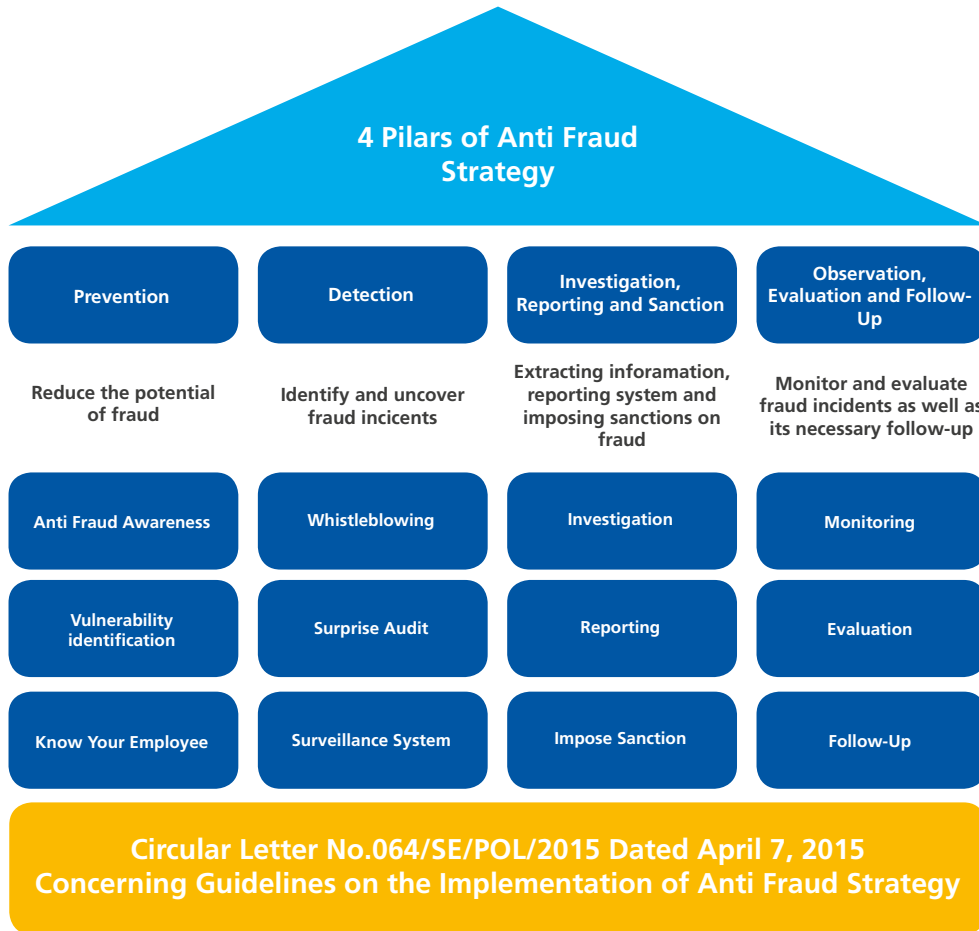 4 Pilars of Anti Fraud
Strategy
Prevention
Detection
Investigation,
Reporting and Sanction
Observation,
Evaluation and Follow-
Up
Reduce the potential
of fraud
Identify and uncover
fraud incicents
Extracting inforamation,
reporting system and
imposing sanctions on
fraud
Monitor and evaluate
fraud incidents as well as
its necessary follow-up
Anti Fraud Awareness
Whistleblowing
Investigation
Monitoring
Vulnerability
identification
Surprise Audit
Reporting
Evaluation
Know Your Employee
Surveillance System
Impose Sanction
Follow-Up
Circular Letter No.064/SE/POL/2015 Dated April 7, 2015
Concerning Guidelines on the Implementation of Anti Fraud Strategy